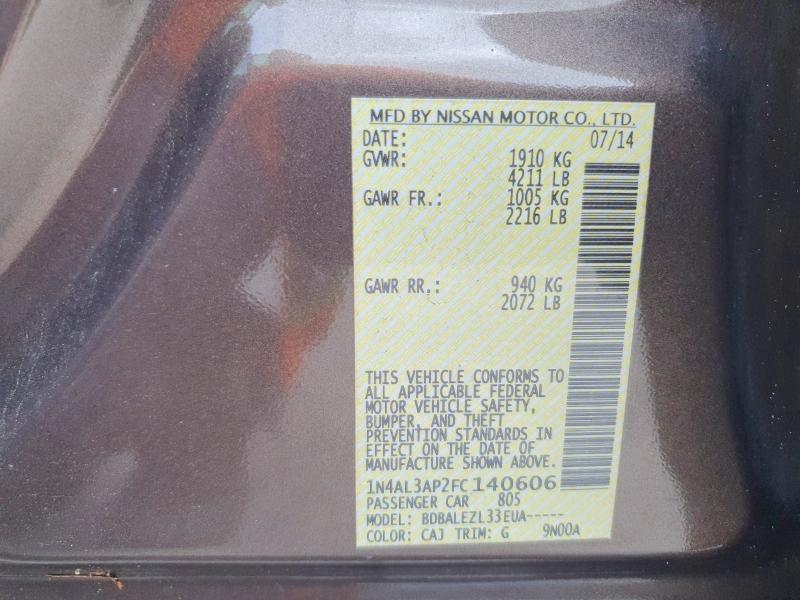 MFD BY NISSAN MOTOR CO., LTD.
DATE: 07/14
GVWR: 1910 KG
4211 LB
GAWR FR.: 1005 KG
2216 LB
GAWR RR.: 940 KG
2072 LB
THIS VEHICLE CONFORMS TO
ALL APPLICABLE FEDERAL
MOTOR VEHICLE SAFETY,
BUMPER, AND THEFT
PREVENTION STANDARDS IN
EFFECT ON THE DATE OF
MANUFACTURE SHOWN ABOVE.
1N4AL3AP2FC140606
PASSENGER CAR 805
MODEL: BDBALEZL33EUA-----
COLOR: CAJ TRIM: G 9N00A